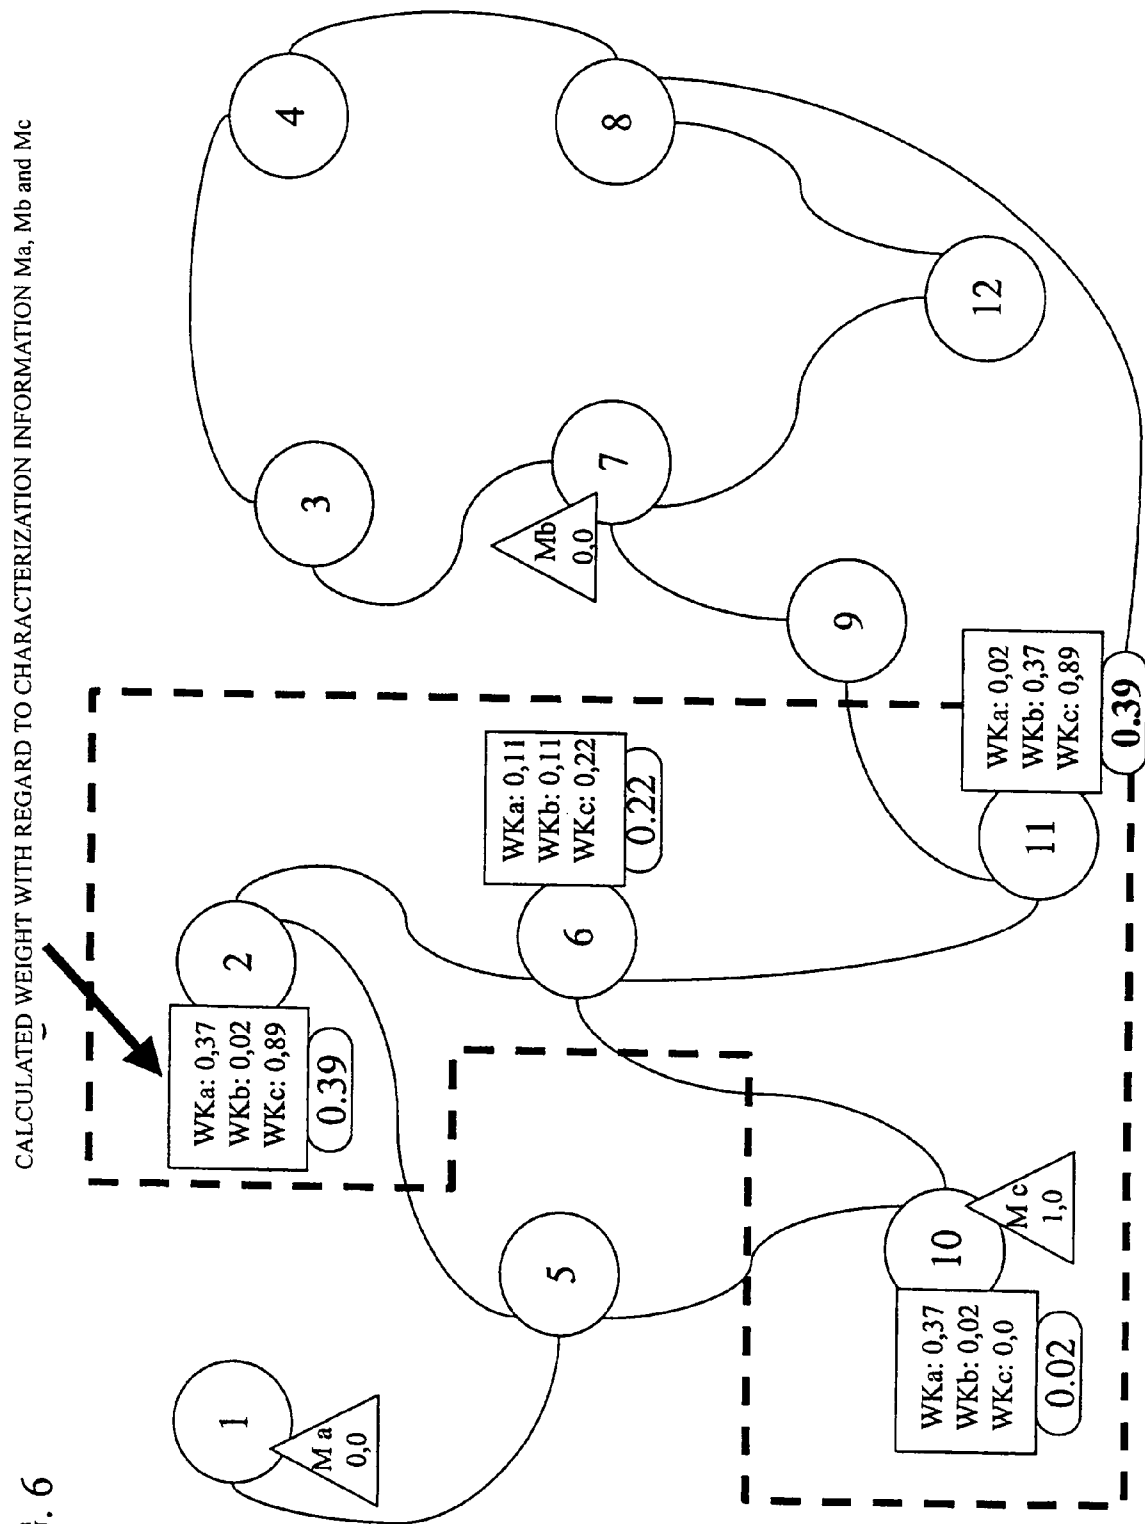 CALCULATED WEIGHT WITH REGARD TO CHARACTERIZATION INFORMATION Ma, Mb and Mc
. 6
1
Ma
0,0
2
WKa: 0,37
WKb: 0,02
WKc: 0,89
0.39
3
4
5
6
WKa: 0,11
WKb: 0,11
WKc: 0,22
0.22
7
Mb
0,0
8
9
10
Mc
1,0
WKa: 0,37
WKb: 0,02
WKc: 0,0
0.02
11
WKa: 0,02
WKb: 0,37
WKc: 0,89
0.39
12